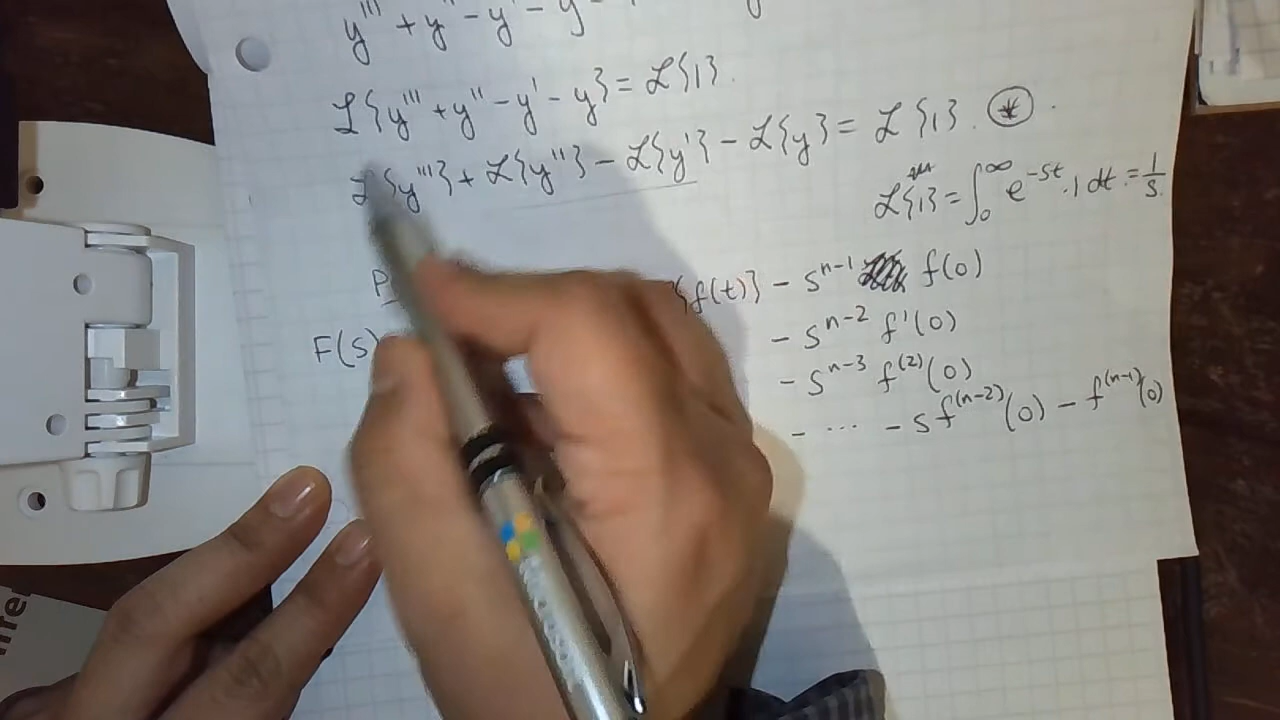 y''' + y'' - y' - y
ℒ{y''' + y'' - y' - y} = ℒ{1}.
ℒ{y'''} + ℒ{y''} - ℒ{y'} - ℒ{y} = ℒ{1}. ⊛.
ℒ{1} = ∫₀^∞ e^{-st}.1 dt = 1/s
P {f(t)} - s^{n-1} f(0)
F(s) - s^{n-2} f'(0)
- s^{n-3} f^{(2)}(0)
- ... - s f^{(n-2)}(0) - f^{(n-1)}(0)